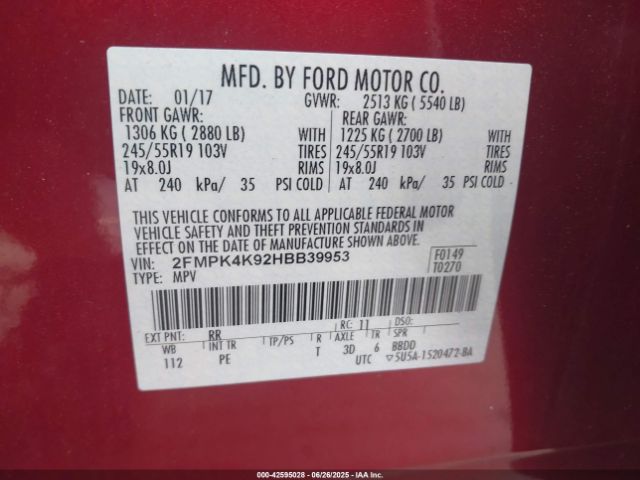 MFD. BY FORD MOTOR CO.
DATE: 01/17 GVWR: 2513 KG ( 5540 LB)
FRONT GAWR: REAR GAWR:
1306 KG ( 2880 LB) WITH 1225 KG ( 2700 LB) WITH
245/55R19 103V TIRES 245/55R19 103V TIRES
19x8.0J RIMS 19x8.0J RIMS
AT 240 kPa/ 35 PSI COLD AT 240 kPa/ 35 PSI COLD
THIS VEHICLE CONFORMS TO ALL APPLICABLE FEDERAL MOTOR
VEHICLE SAFETY AND THEFT PREVENTION STANDARDS IN
EFFECT ON THE DATE OF MANUFACTURE SHOWN ABOVE.
VIN: 2FMPK4K92HBB39953 F0149
TYPE: MPV T0270
EXT PNT: RR RC: 11 DSO:
WB INT TR TP/PS R AXLE TR SPR
112 PE T 3D 6 BBDD
UTC ▽5U5A-1520472-BA
000-42595028 - 06/26/2025 - IAAI.COM